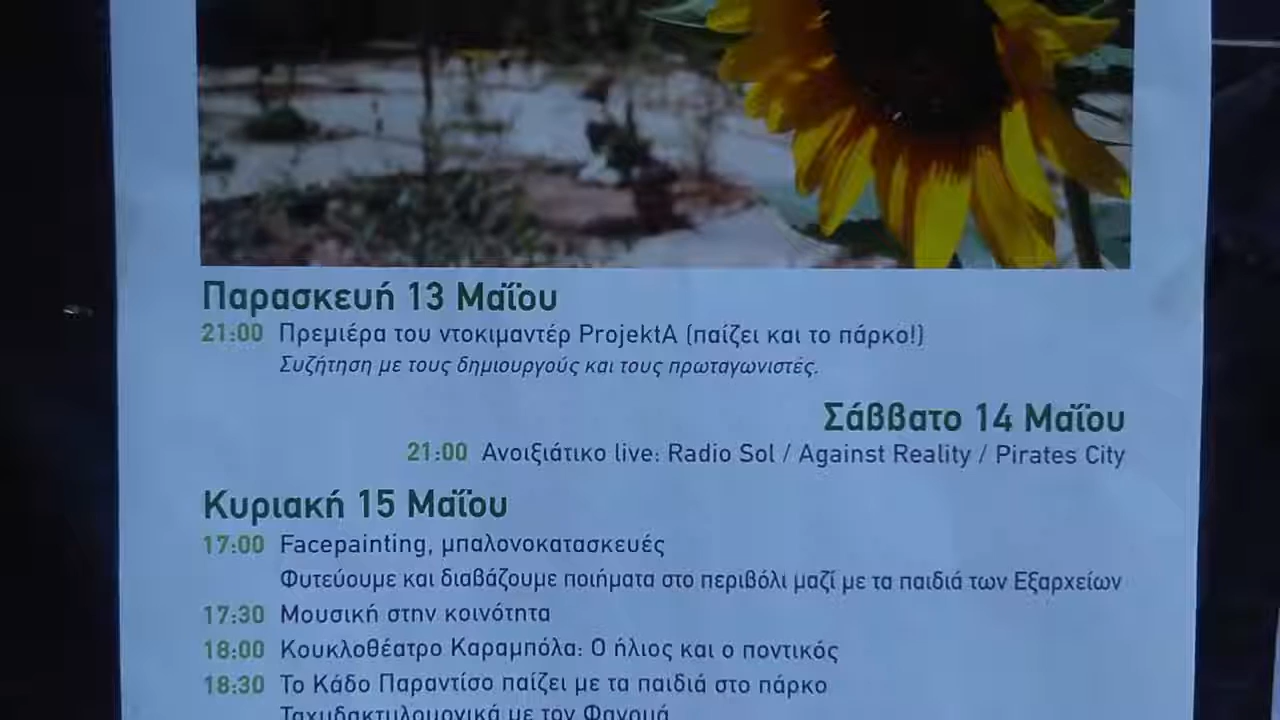 Παρασκευή 13 Μαΐου
21:00 Πρεμιέρα του ντοκιμαντέρ ProjektA (παίζει και το πάρκο!)
Συζήτηση με τους δημιουργούς και τους πρωταγωνιστές.
Σάββατο 14 Μαΐου
21:00 Ανοιξιάτικο live: Radio Sol / Against Reality / Pirates City
Κυριακή 15 Μαΐου
17:00 Facepainting, μπαλονοκατασκευές
Φυτεύουμε και διαβάζουμε ποιήματα στο περιβόλι μαζί με τα παιδιά των Εξαρχείων
17:30 Μουσική στην κοινότητα
18:00 Κουκλοθέατρο Καραμπόλα: Ο ήλιος και ο ποντικός
18:30 Το Κάδο Παραντίσο παίζει με τα παιδιά στο πάρκο
Ταχυδακτυλουργικά με τον Φανομά